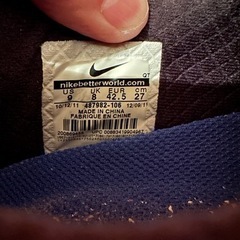 QT
nikebetterworld.com
US UK EUR cm
9 8 42.5 27
10/12/11 487982-106 12/09/11
MADE IN CHINA
FABRIQUE EN CHINE